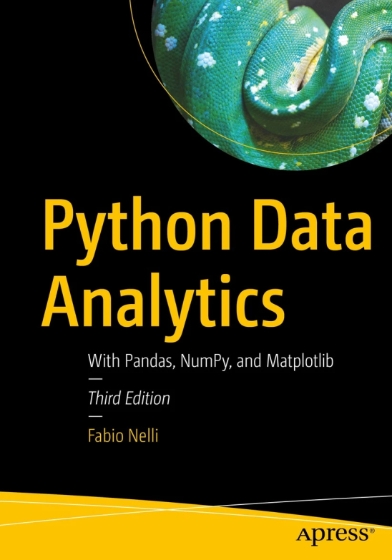 Python Data
Analytics
With Pandas, NumPy, and Matplotlib
—
Third Edition
—
Fabio Nelli
Apress®